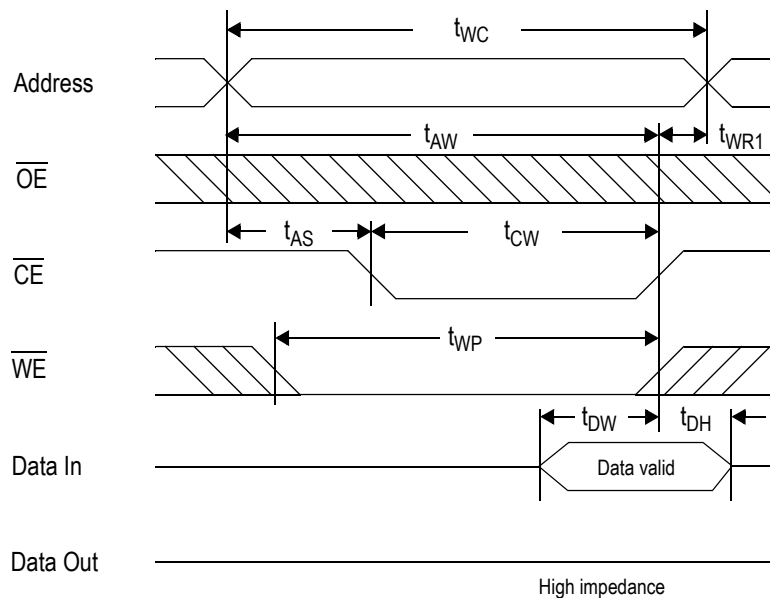 tWC
Address
tAW
tWR1
OE
tAS
tCW
CE
tWP
WE
tDW
tDH
Data In
Data valid
Data Out
High impedance